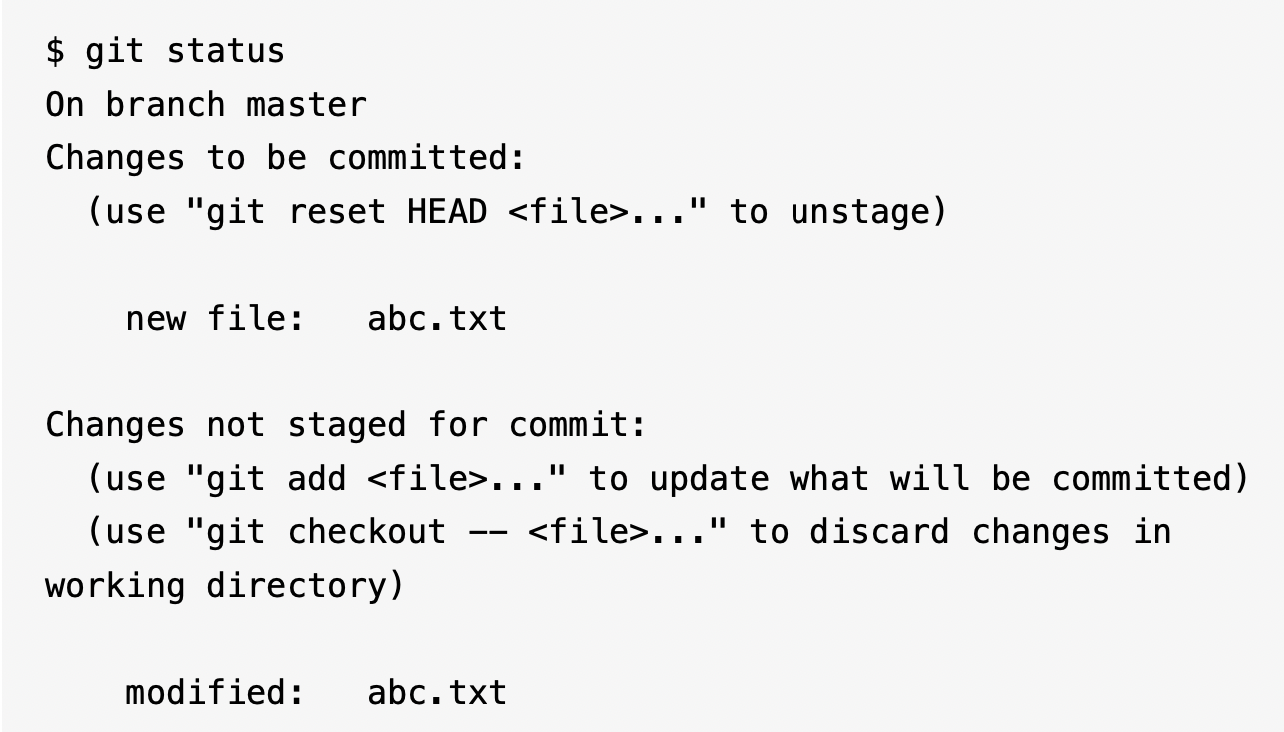 $ git status
On branch master
Changes to be committed:
  (use "git reset HEAD <file>..." to unstage)
    new file:   abc.txt
Changes not staged for commit:
  (use "git add <file>..." to update what will be committed)
  (use "git checkout -- <file>..." to discard changes in
working directory)
    modified:   abc.txt